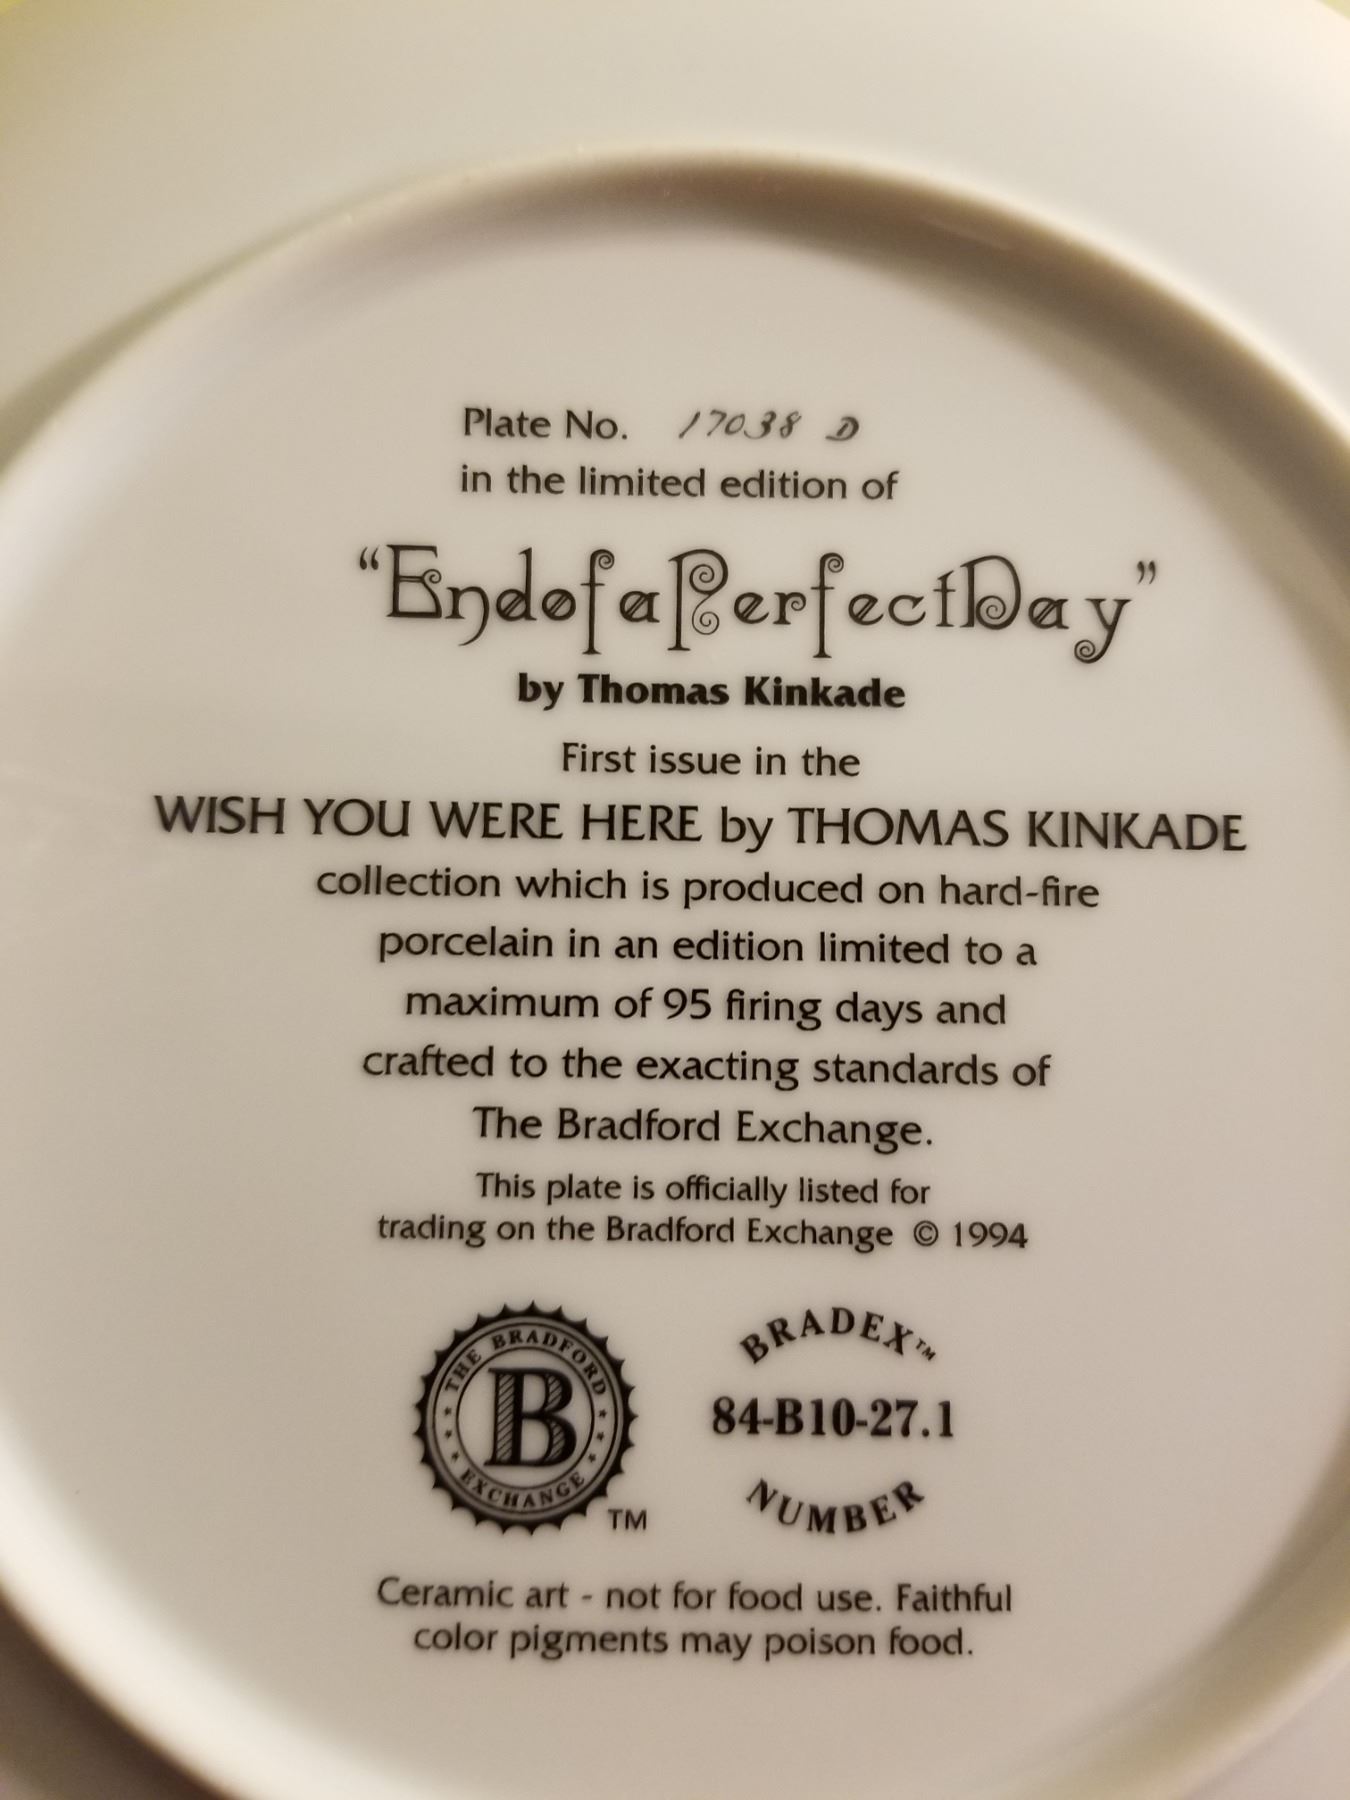 Plate No. 17038 D
in the limited edition of
“End of a Perfect Day”
by Thomas Kinkade
First issue in the
WISH YOU WERE HERE by THOMAS KINKADE
collection which is produced on hard-fire
porcelain in an edition limited to a
maximum of 95 firing days and
crafted to the exacting standards of
The Bradford Exchange.
This plate is officially listed for
trading on the Bradford Exchange © 1994
THE BRADFORD
B
EXCHANGE
TM
BRADEX™
84-B10-27.1
NUMBER
Ceramic art - not for food use. Faithful
color pigments may poison food.